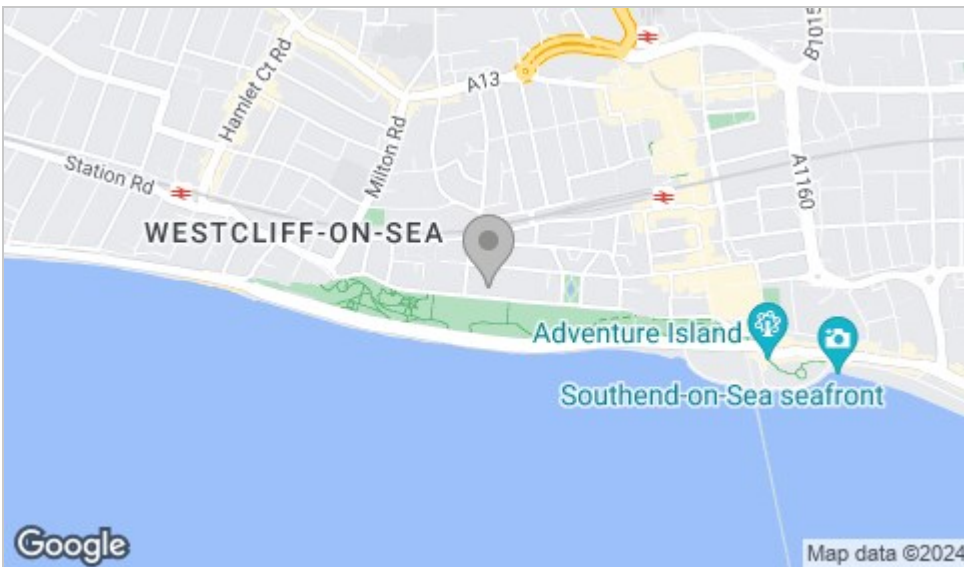 A13
Hamlet Ct Rd
Milton Rd
B101
Station Rd
A1160
WESTCLIFF-ON-SEA
Adventure Island
Southend-on-Sea seafront
Google
Map data ©2024